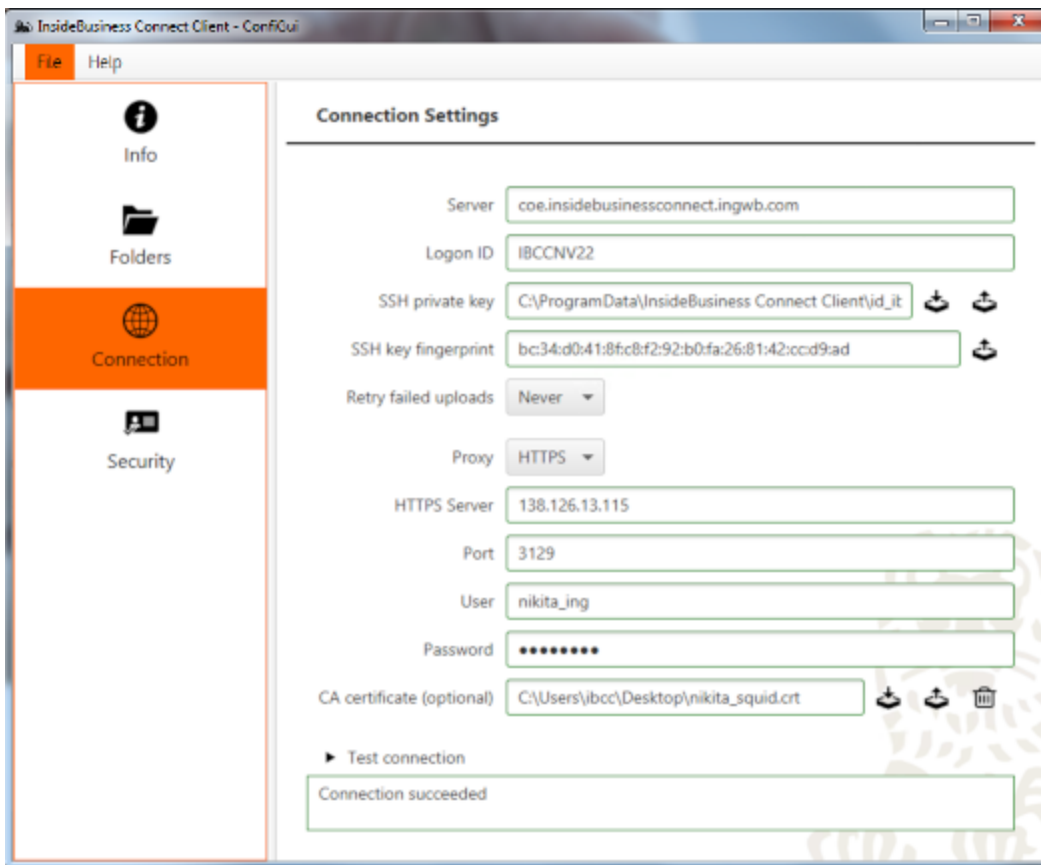 InsideBusiness Connect Client - ConfiGui
File Help
Info
Folders
Connection
Security
Connection Settings
Server coe.insidebusinessconnect.ingwb.com
Logon ID IBCCNV22
SSH private key C:\ProgramData\InsideBusiness Connect Client\id_it
SSH key fingerprint bc:34:d0:41:8f:c8:f2:92:b0:fa:26:81:42:cc:d9:ad
Retry failed uploads Never
Proxy HTTPS
HTTPS Server 138.126.13.115
Port 3129
User nikita_ing
Password ••••••••
CA certificate (optional) C:\Users\ibcc\Desktop\nikita_squid.crt
Test connection
Connection succeeded